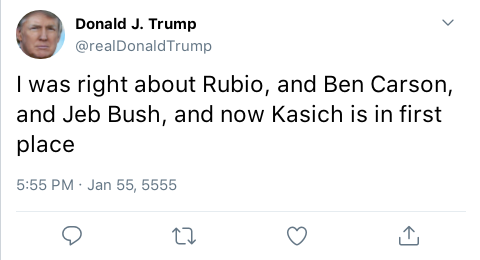 Donald J. Trump
@realDonaldTrump
I was right about Rubio, and Ben Carson,
and Jeb Bush, and now Kasich is in first
place
5:55 PM · Jan 55, 5555